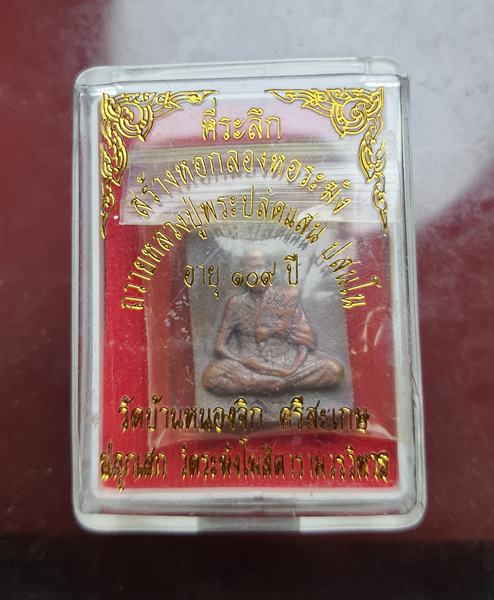 ที่ระลึก
สร้างหอกลองหอระฆัง
ถวายหลวงปู่พระปลัดแสน ปสนฺโน
อายุ ๑๐๙ ปี
วัดบ้านหนองจิก ศรีสะเกษ
ปลุกเสก วัดระฆังโฆสิตารามวรวิหาร